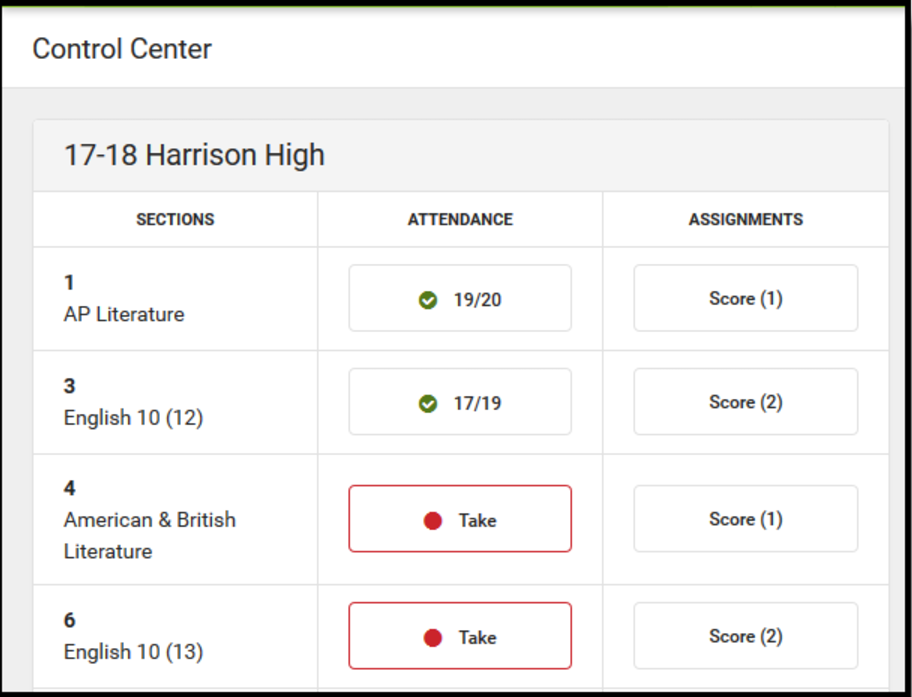 Control Center
17-18 Harrison High
SECTIONS ATTENDANCE ASSIGNMENTS
1
AP Literature
19/20
Score (1)
3
English 10 (12)
17/19
Score (2)
4
American & British
Literature
Take
Score (1)
6
English 10 (13)
Take
Score (2)